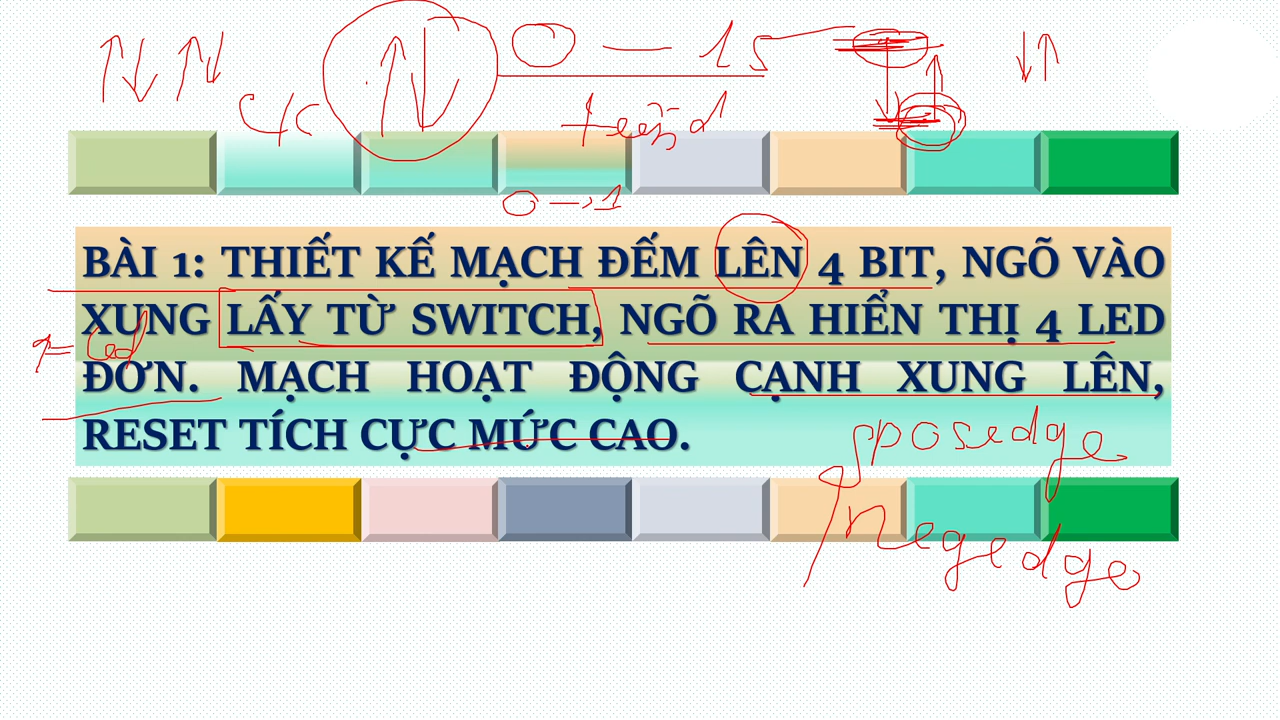 0 — 15
0 → 1
BÀI 1: THIẾT KẾ MẠCH ĐẾM LÊN 4 BIT, NGÕ VÀO
XUNG LẤY TỪ SWITCH, NGÕ RA HIỂN THỊ 4 LED
ĐƠN. MẠCH HOẠT ĐỘNG CẠNH XUNG LÊN,
RESET TÍCH CỰC MỨC CAO.
posedge
negedge